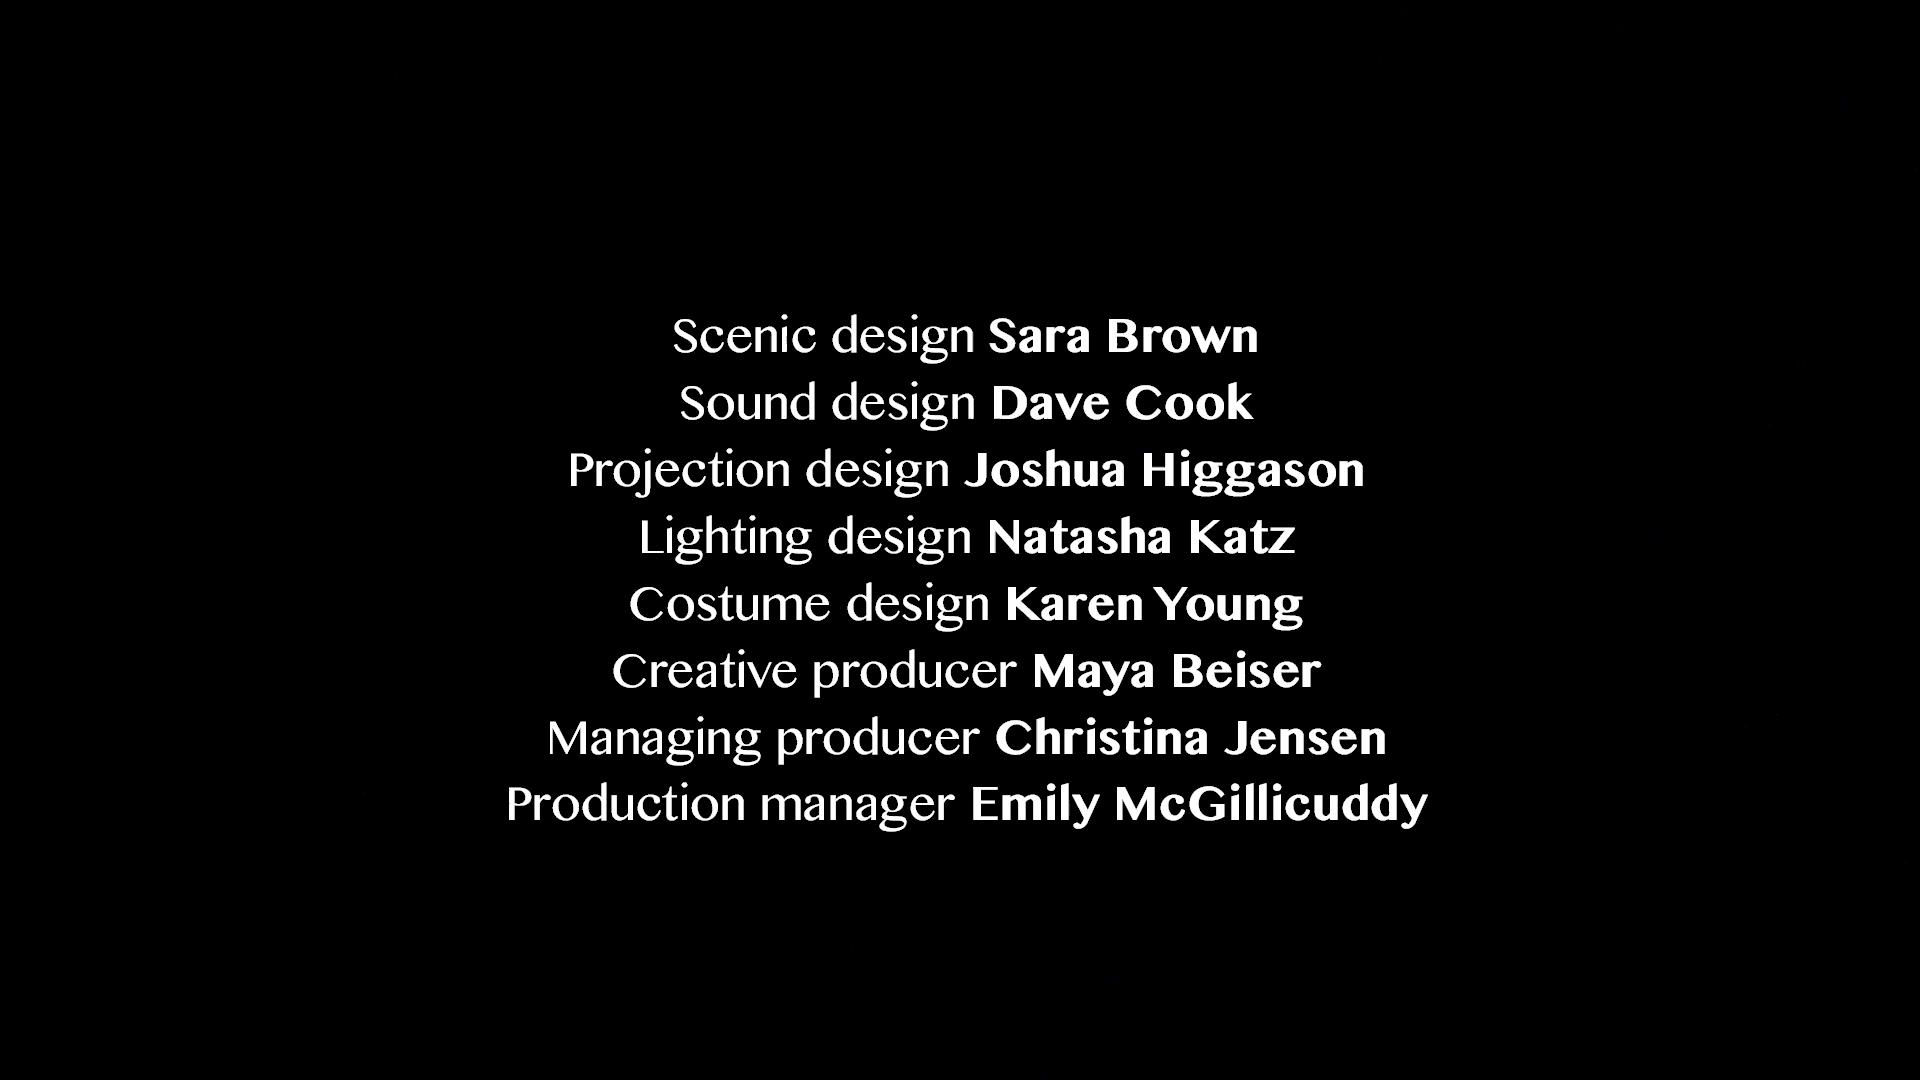 Scenic design Sara Brown
Sound design Dave Cook
Projection design Joshua Higgason
Lighting design Natasha Katz
Costume design Karen Young
Creative producer Maya Beiser
Managing producer Christina Jensen
Production manager Emily McGillicuddy